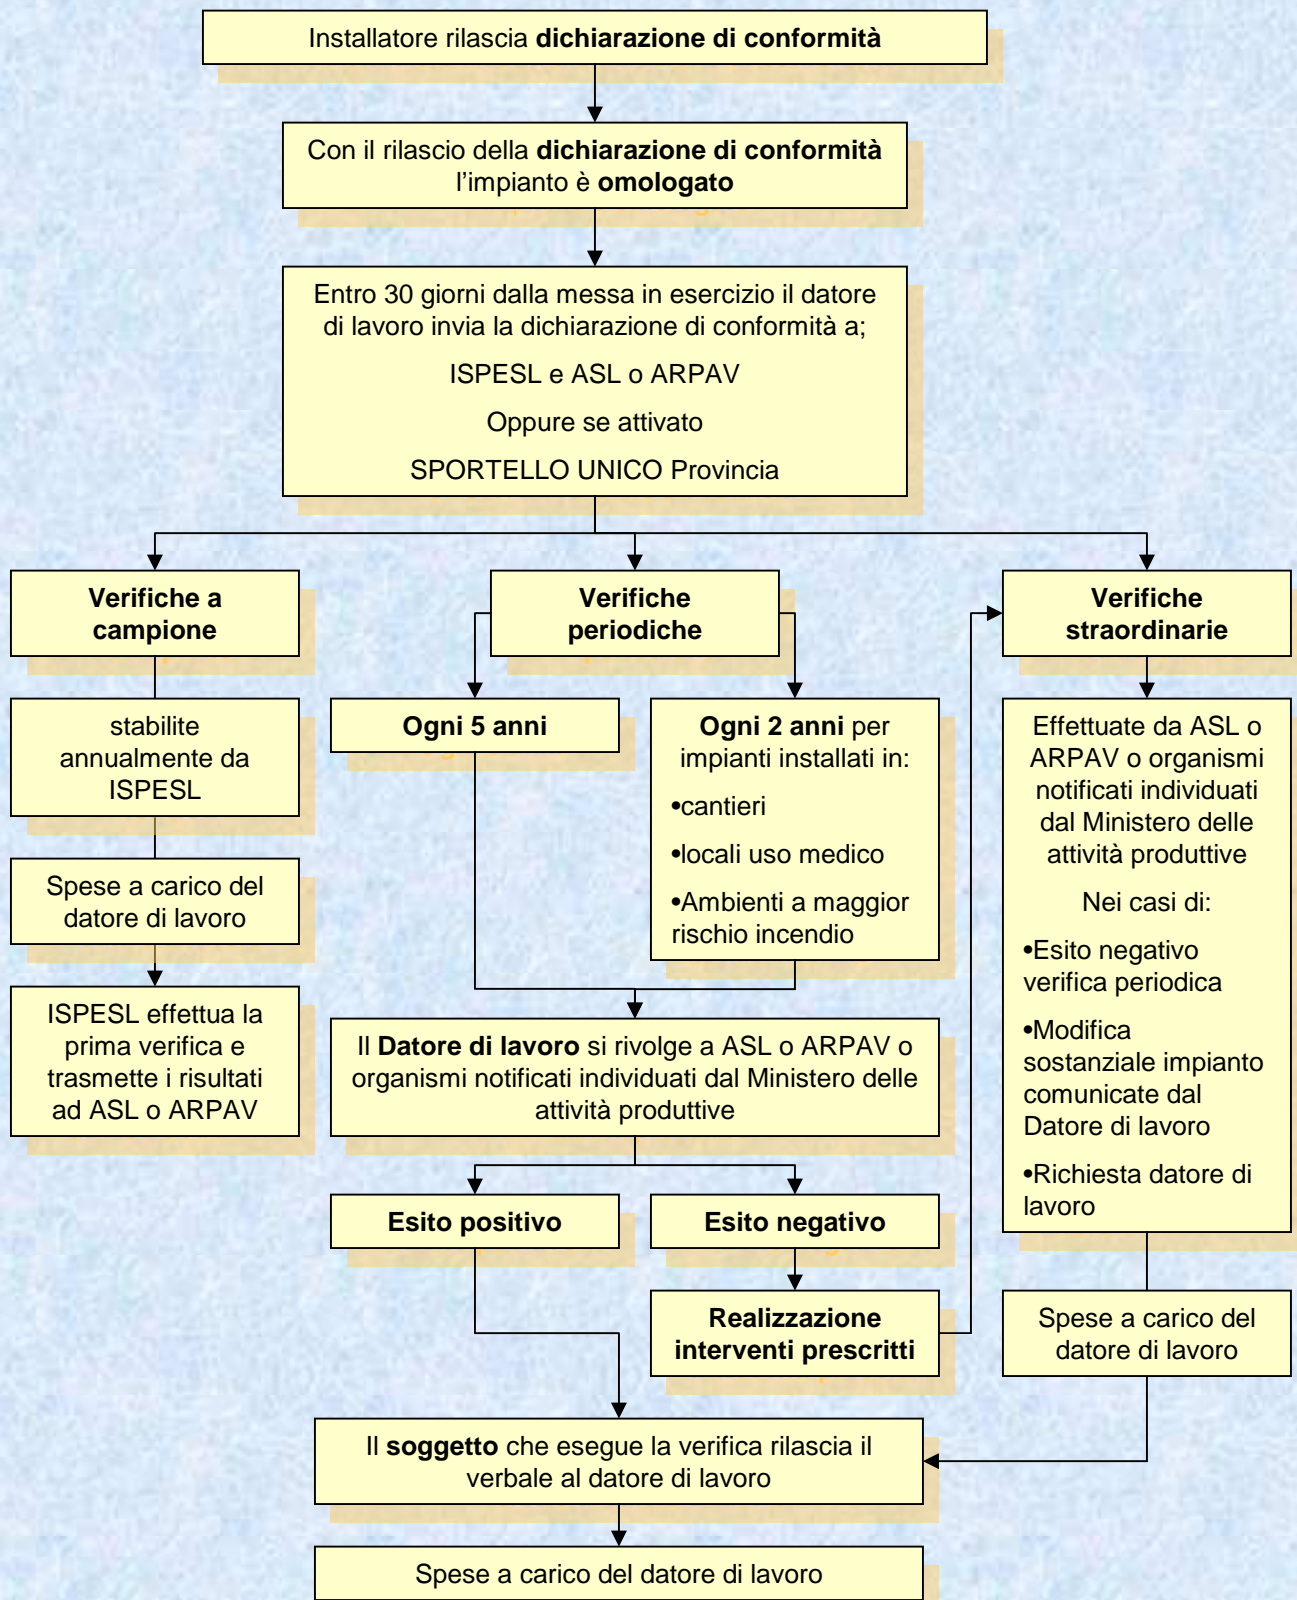 Installatore rilascia dichiarazione di conformità
Con il rilascio della dichiarazione di conformità
l’impianto è omologato
Entro 30 giorni dalla messa in esercizio il datore
di lavoro invia la dichiarazione di conformità a;
ISPESL e ASL o ARPAV
Oppure se attivato
SPORTELLO UNICO Provincia
Verifiche a
campione
stabilite
annualmente da
ISPESL
Spese a carico del
datore di lavoro
ISPESL effettua la
prima verifica e
trasmette i risultati
ad ASL o ARPAV
Verifiche
periodiche
Ogni 5 anni
Ogni 2 anni per
impianti installati in:
•cantieri
•locali uso medico
•Ambienti a maggior
rischio incendio
Il Datore di lavoro si rivolge a ASL o ARPAV o
organismi notificati individuati dal Ministero delle
attività produttive
Esito positivo
Esito negativo
Realizzazione
interventi prescritti
Verifiche
straordinarie
Effettuate da ASL o
ARPAV o organismi
notificati individuati
dal Ministero delle
attività produttive
Nei casi di:
•Esito negativo
verifica periodica
•Modifica
sostanziale impianto
comunicate dal
Datore di lavoro
•Richiesta datore di
lavoro
Spese a carico del
datore di lavoro
Il soggetto che esegue la verifica rilascia il
verbale al datore di lavoro
Spese a carico del datore di lavoro